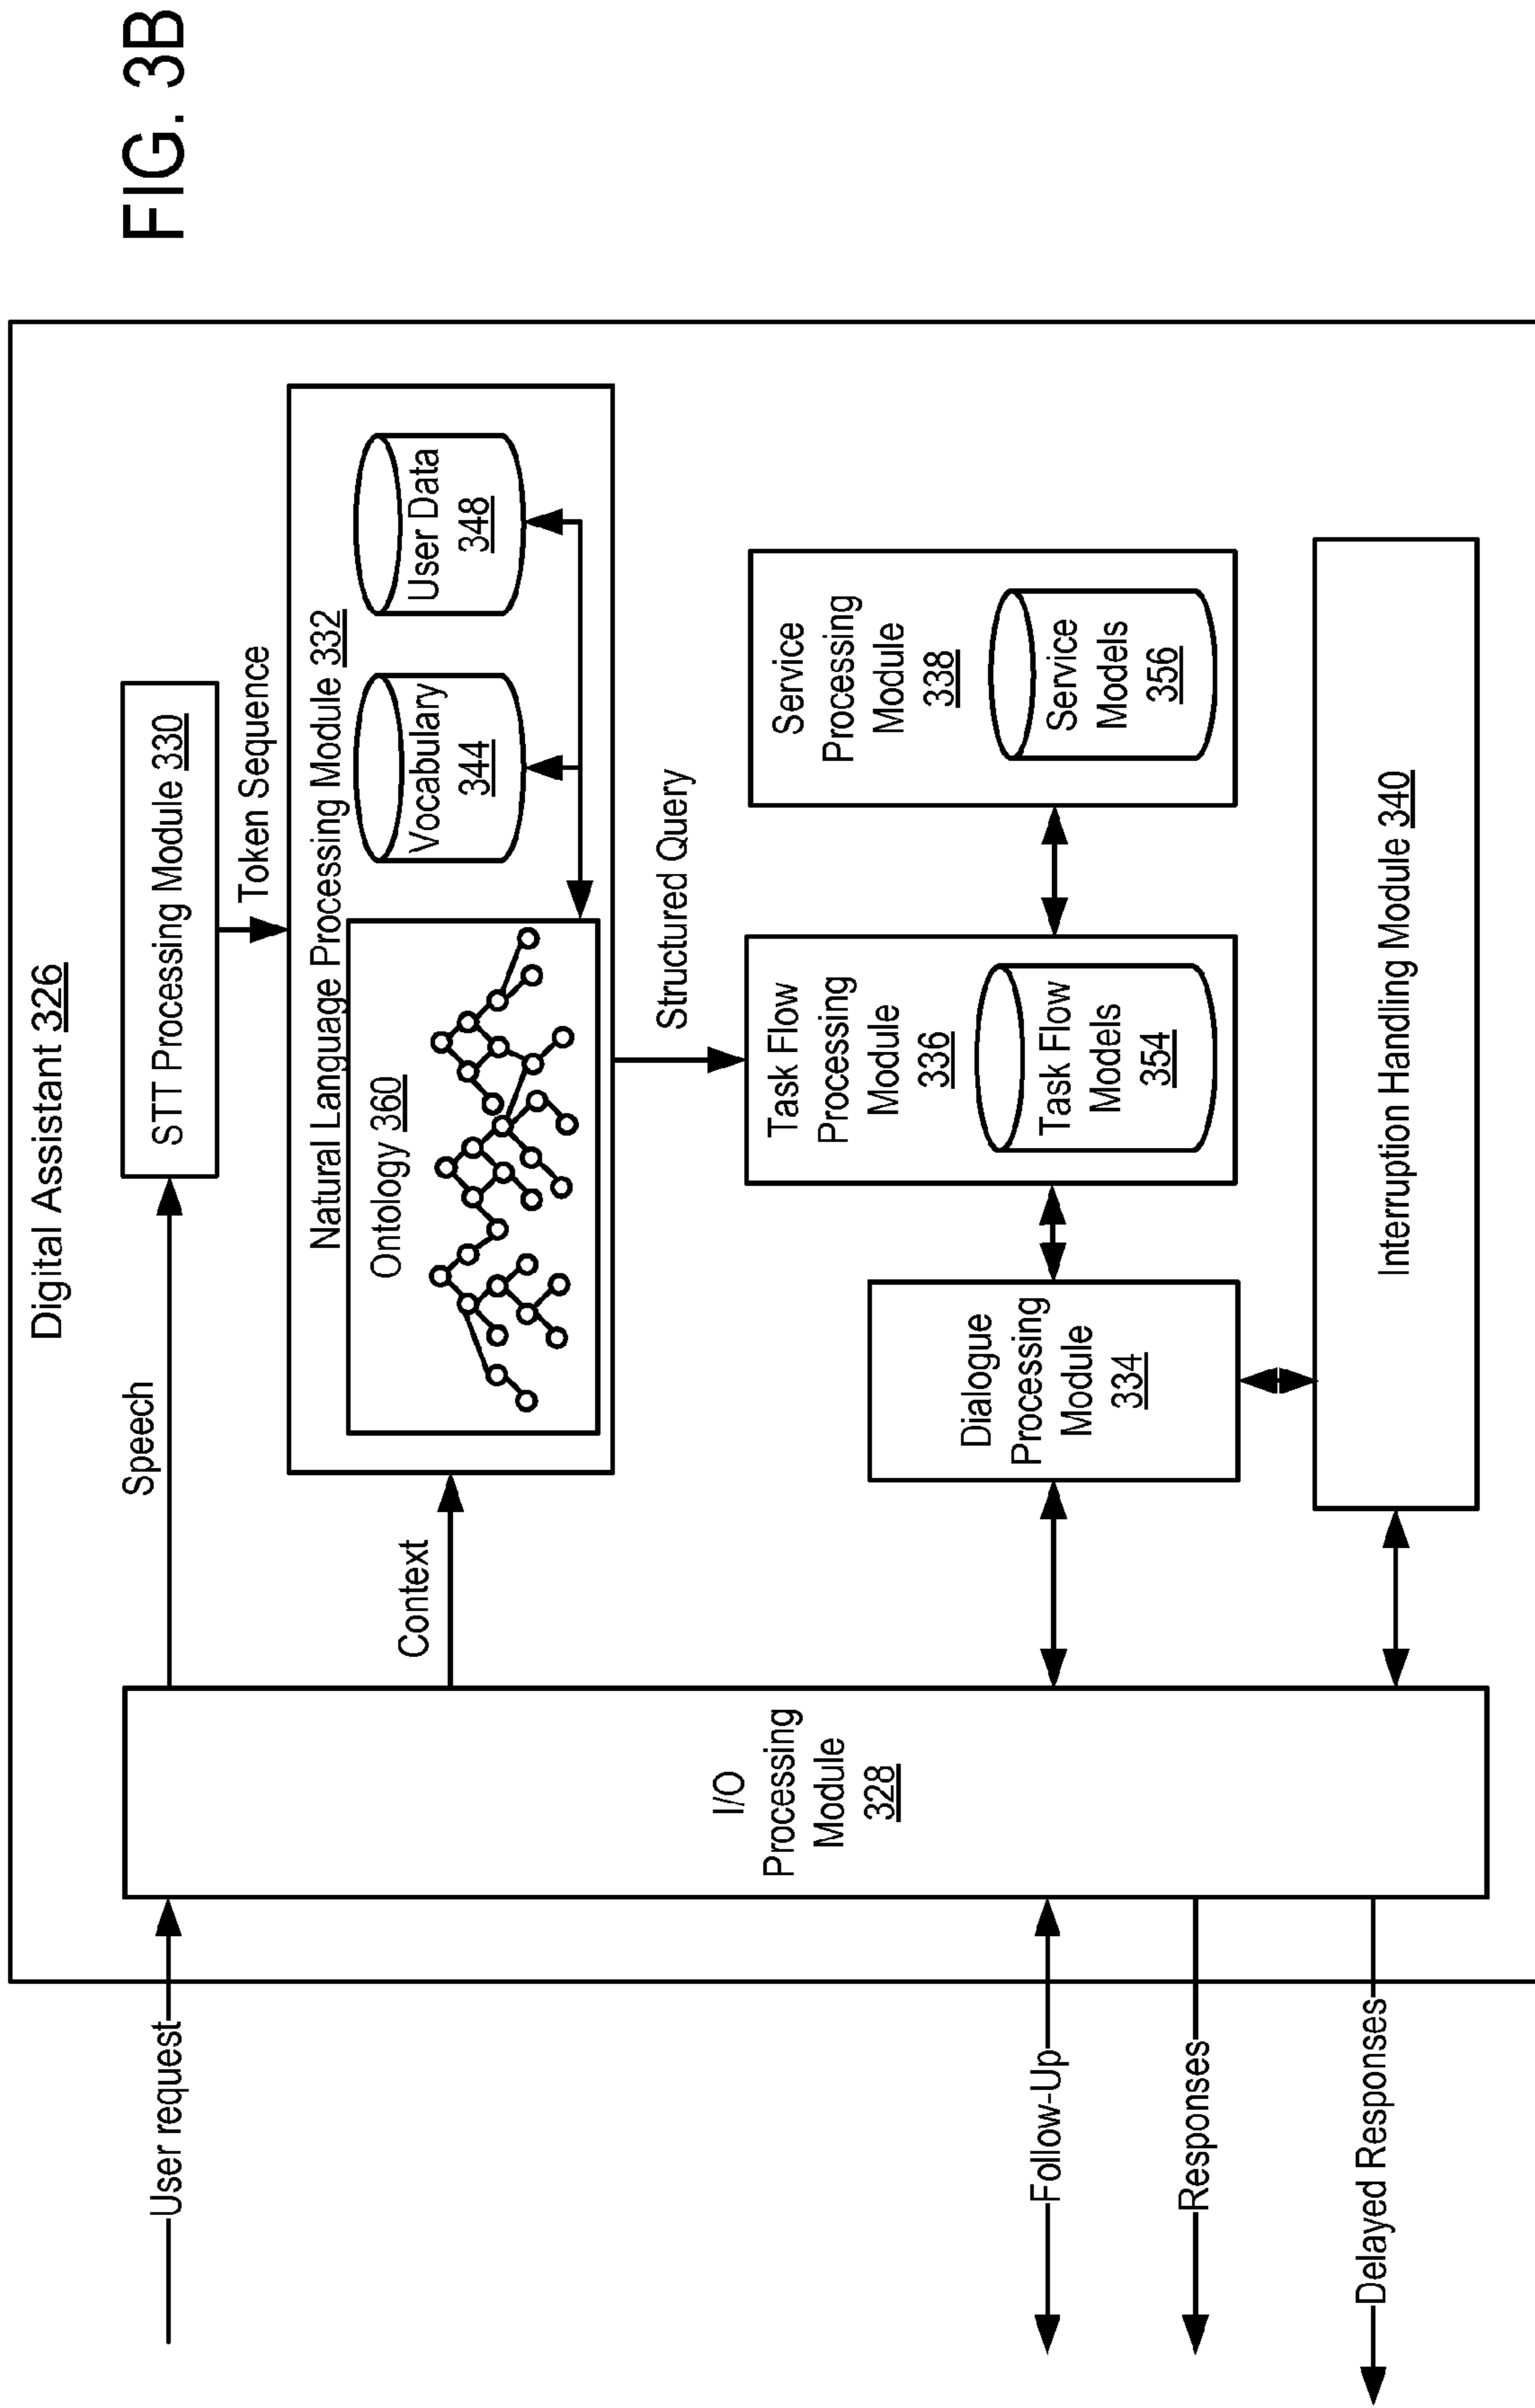 FIG. 3B
Digital Assistant 326
User request
Speech
STT Processing Module 330
Token Sequence
Context
Natural Language Processing Module 332
Ontology 360
Vocabulary
344
User Data
348
Structured Query
I/O
Processing
Module
328
Follow-Up
Responses
Delayed Responses
Dialogue
Processing
Module
334
Task Flow
Processing
Module
336
Task Flow
Models
354
Service
Processing
Module
338
Service
Models
356
Interruption Handling Module 340